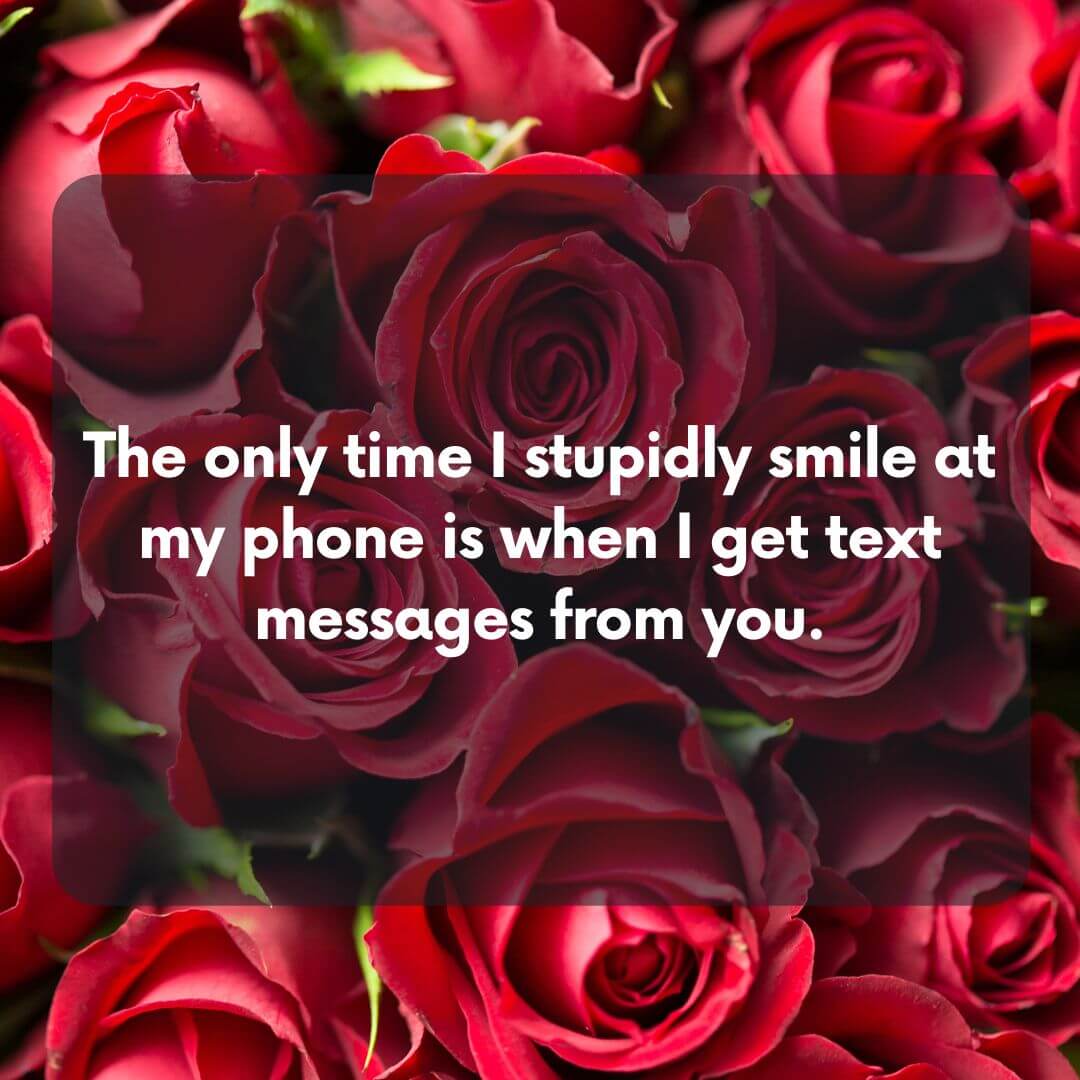 The only time I stupidly smile at
my phone is when I get text
messages from you.